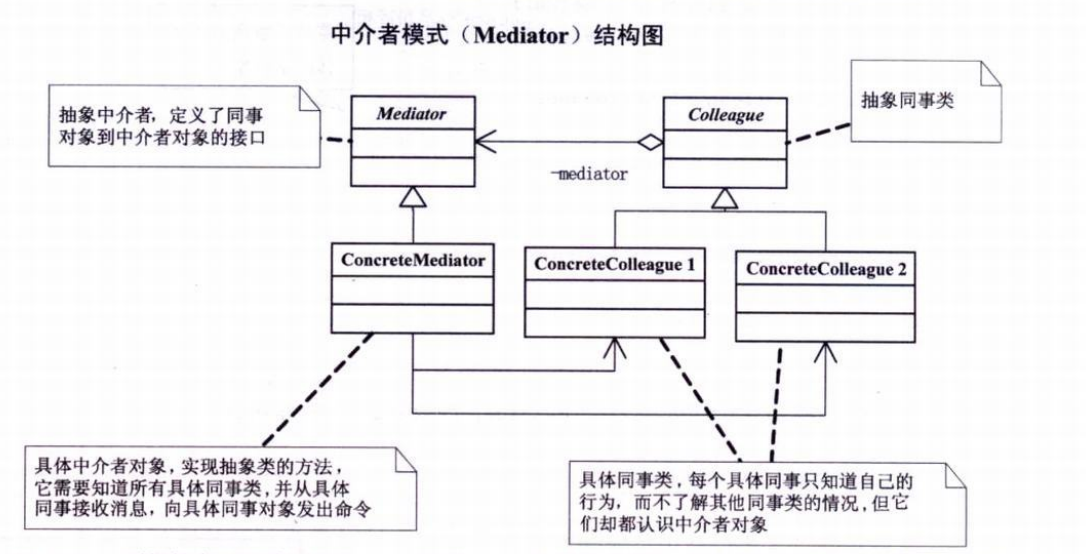 中介者模式（Mediator）结构图
抽象中介者，定义了同事
对象到中介者对象的接口
Mediator
Colleague
抽象同事类
-mediator
ConcreteMediator
ConcreteColleague 1
ConcreteColleague 2
具体中介者对象，实现抽象类的方法，
它需要知道所有具体同事类，并从具体
同事接收消息，向具体同事对象发出命令
具体同事类，每个具体同事只知道自己的
行为，而不了解其他同事类的情况，但它
们却都认识中介者对象